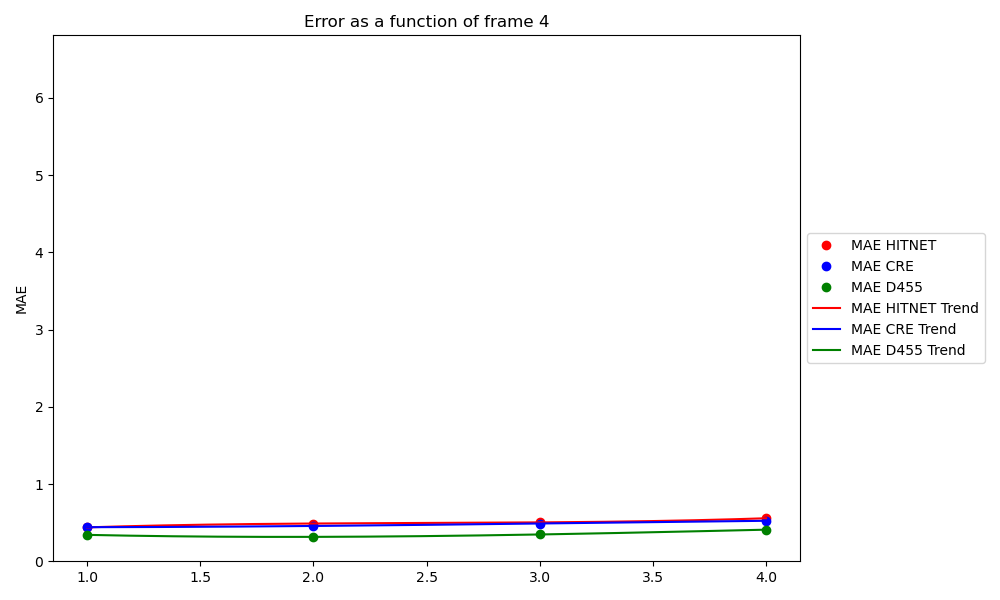 Error as a function of frame 4
MAE
6
5
4
3
2
1
0
1.0
1.5
2.0
2.5
3.0
3.5
4.0
MAE HITNET
MAE CRE
MAE D455
MAE HITNET Trend
MAE CRE Trend
MAE D455 Trend